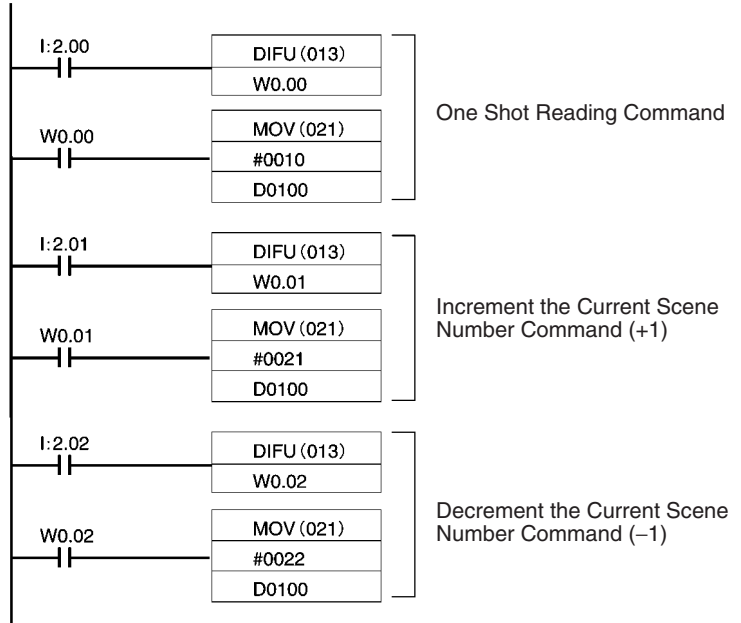 I:2.00
DIFU(013)
W0.00
W0.00
MOV(021)
#0010
D0100
One Shot Reading Command
I:2.01
DIFU(013)
W0.01
W0.01
MOV(021)
#0021
D0100
Increment the Current Scene
Number Command (+1)
I:2.02
DIFU(013)
W0.02
W0.02
MOV(021)
#0022
D0100
Decrement the Current Scene
Number Command (−1)